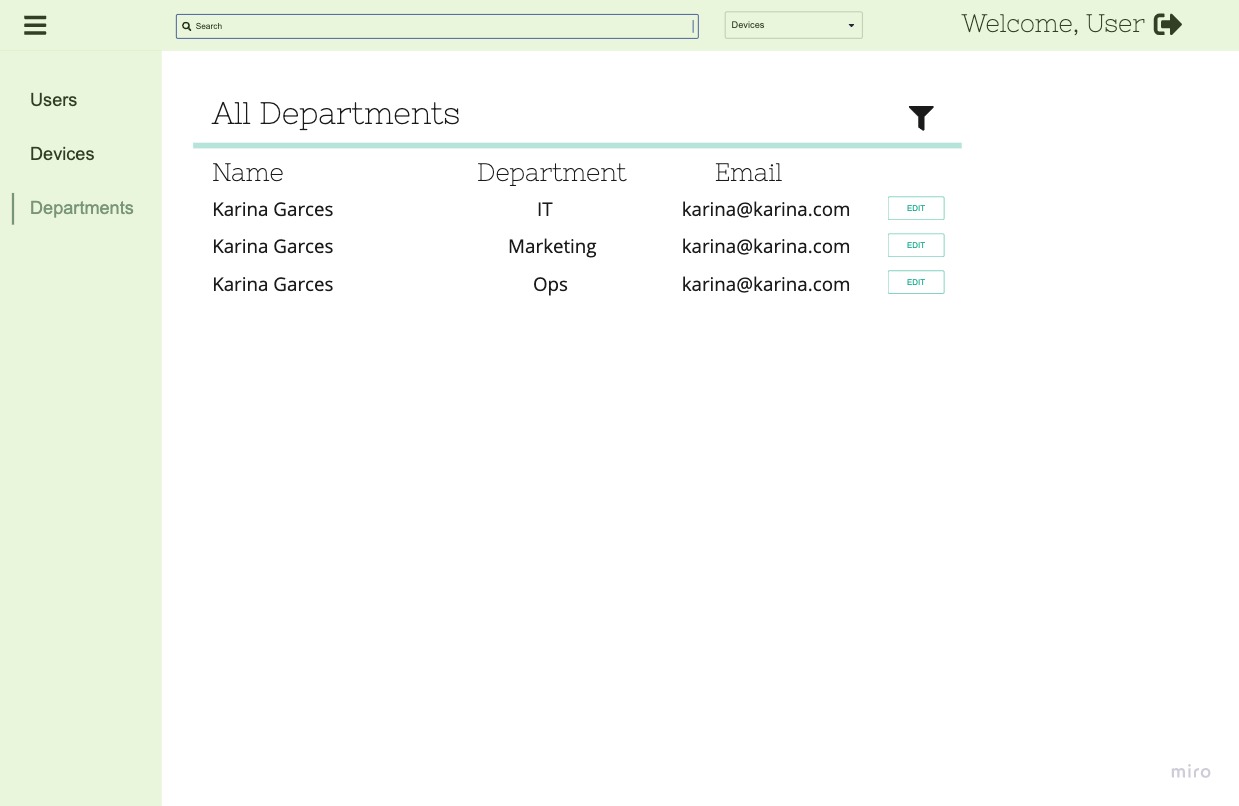 Search
Devices
Welcome, User
Users
Devices
Departments
All Departments
Name Department Email
Karina Garces IT karina@karina.com EDIT
Karina Garces Marketing karina@karina.com EDIT
Karina Garces Ops karina@karina.com EDIT
miro